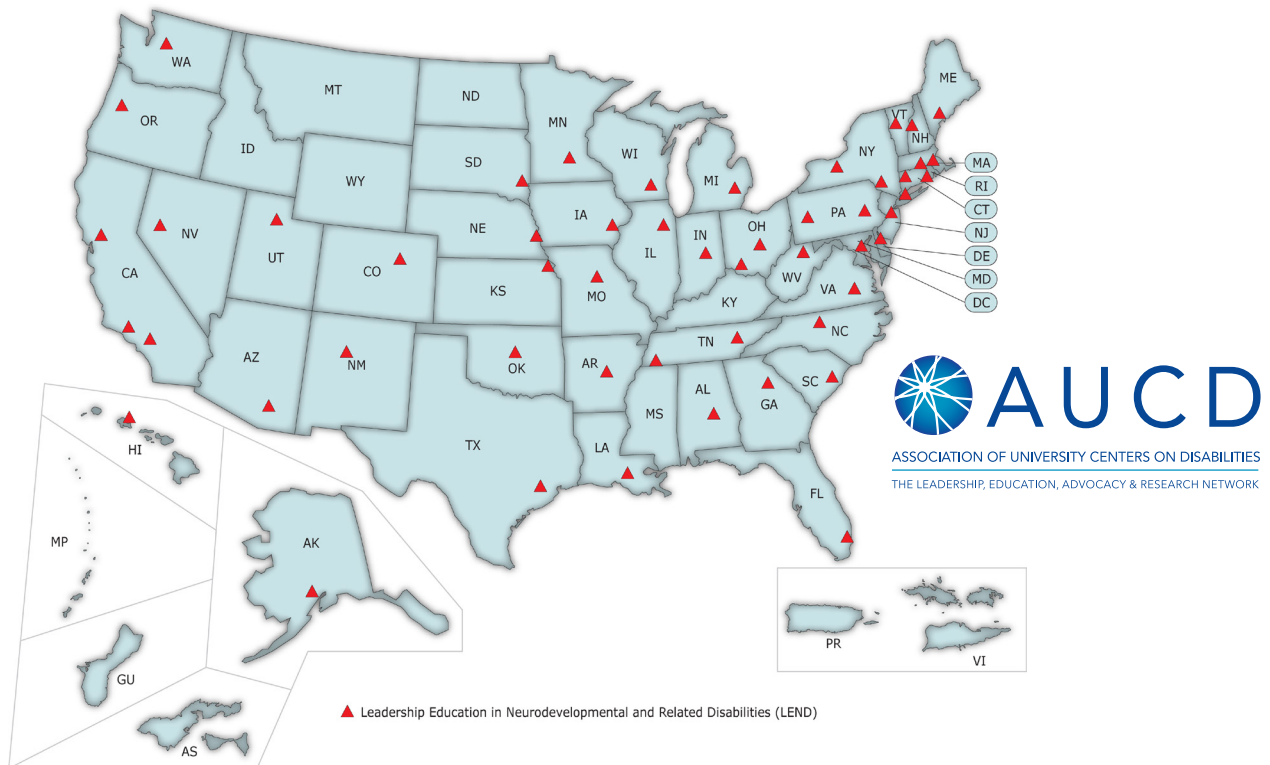 WA
MT
ND
MN
ME
VT
NH
OR
ID
SD
WI
MI
NY
MA
RI
WY
CT
NE
IA
PA
NJ
NV
UT
IL
IN
OH
DE
CA
CO
KS
MO
WV
VA
MD
DC
KY
AZ
NM
OK
AR
TN
NC
SC
MS
AL
GA
AUCD
TX
LA
ASSOCIATION OF UNIVERSITY CENTERS ON DISABILITIES
THE LEADERSHIP, EDUCATION, ADVOCACY & RESEARCH NETWORK
FL
HI
MP
AK
GU
AS
PR
VI
Leadership Education in Neurodevelopmental and Related Disabilities (LEND)